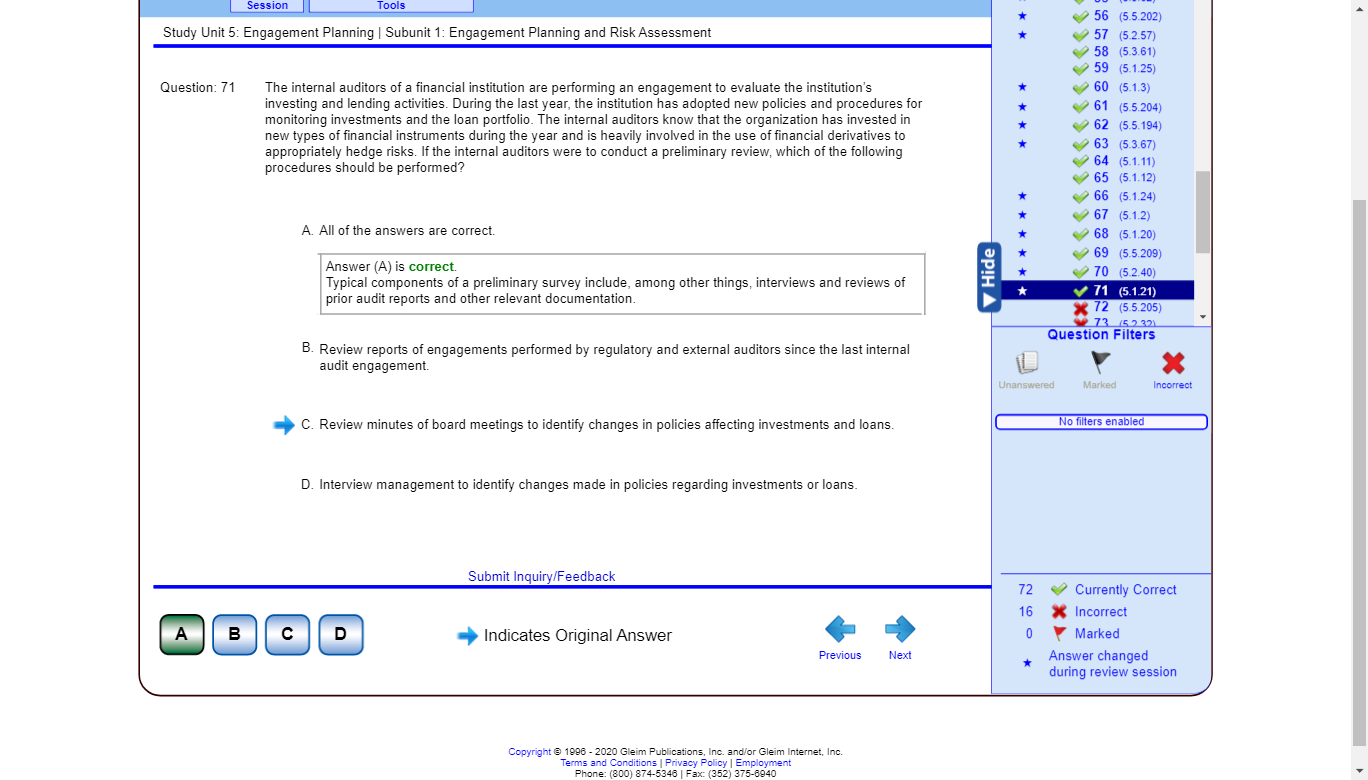 Session
Tools
Study Unit 5: Engagement Planning | Subunit 1: Engagement Planning and Risk Assessment
Question: 71
The internal auditors of a financial institution are performing an engagement to evaluate the institution's
investing and lending activities. During the last year, the institution has adopted new policies and procedures for
monitoring investments and the loan portfolio. The internal auditors know that the organization has invested in
new types of financial instruments during the year and is heavily involved in the use of financial derivatives to
appropriately hedge risks. If the internal auditors were to conduct a preliminary review, which of the following
procedures should be performed?
A. All of the answers are correct.
Answer (A) is correct.
Typical components of a preliminary survey include, among other things, interviews and reviews of
prior audit reports and other relevant documentation.
B. Review reports of engagements performed by regulatory and external auditors since the last internal
audit engagement.
C. Review minutes of board meetings to identify changes in policies affecting investments and loans.
D. Interview management to identify changes made in policies regarding investments or loans.
Submit Inquiry/Feedback
A
B
C
D
Indicates Original Answer
Previous
Next
Hide
56 (5.5.202)
57 (5.2.57)
58 (5.3.61)
59 (5.1.25)
60 (5.1.3)
61 (5.5.204)
62 (5.5.194)
63 (5.3.67)
64 (5.1.11)
65 (5.1.12)
66 (5.1.24)
67 (5.1.2)
68 (5.1.20)
69 (5.5.209)
70 (5.2.40)
71 (5.1.21)
72 (5.5.205)
73 (5.2.32)
Question Filters
Unanswered
Marked
Incorrect
No filters enabled
72 Currently Correct
16 Incorrect
0 Marked
Answer changed
during review session
Copyright © 1996 - 2020 Gleim Publications, Inc. and/or Gleim Internet, Inc.
Terms and Conditions | Privacy Policy | Employment
Phone: (800) 874-5346 | Fax: (352) 375-6940